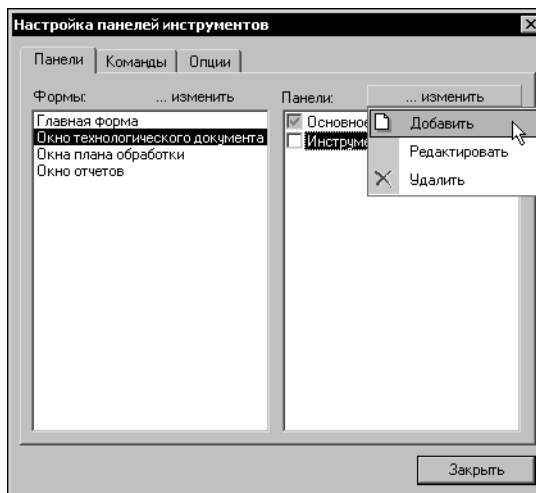 Настройка панелей инструментов
Панели Команды Опции
Формы: ... изменить Панели: ... изменить
Главная форма
Окно технологического документа
Окна плана обработки
Окно отчетов
Основное
Добавить
Редактировать
Удалить
Закрыть